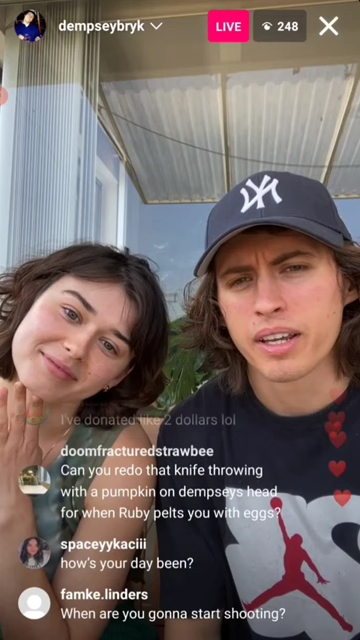 dempseybryk
LIVE
248
NY
I've donated like 2 dollars lol
doomfracturedstrawbee
Can you redo that knife throwing
with a pumpkin on dempseys head
for when Ruby pelts you with eggs?
spaceyykaciii
how's your day been?
famke.linders
When are you gonna start shooting?